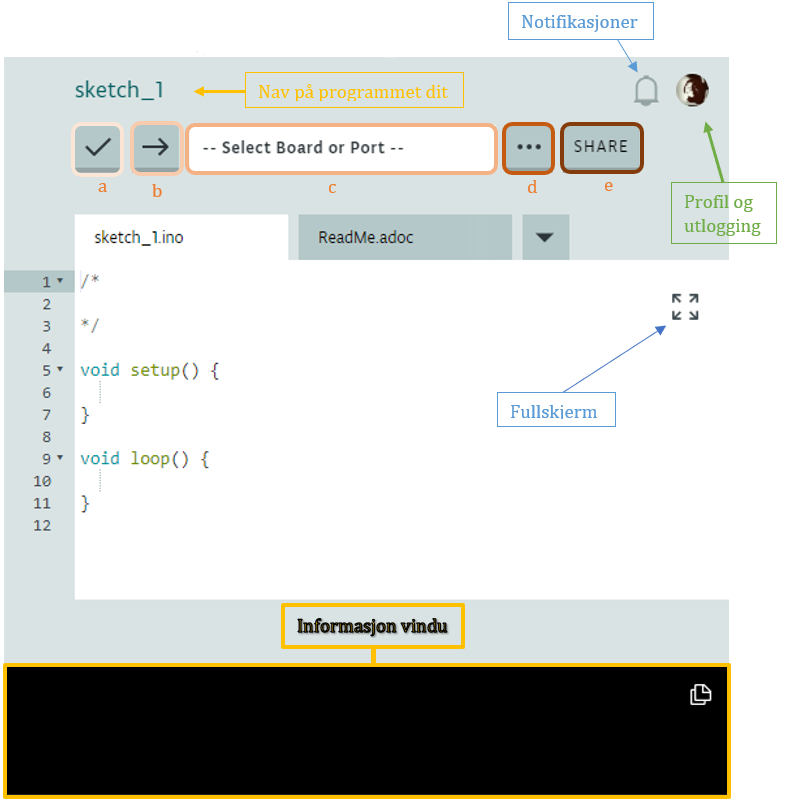 Notifikasjoner
sketch_1
Nav på programmet dit
-- Select Board or Port --
SHARE
a
b
c
d
e
Profil og
utlogging
sketch_1.ino
ReadMe.adoc
1 /*
2
3 */
4
5 void setup() {
6
7 }
8
9 void loop() {
10
11 }
12
Fullskjerm
Informasjon vindu